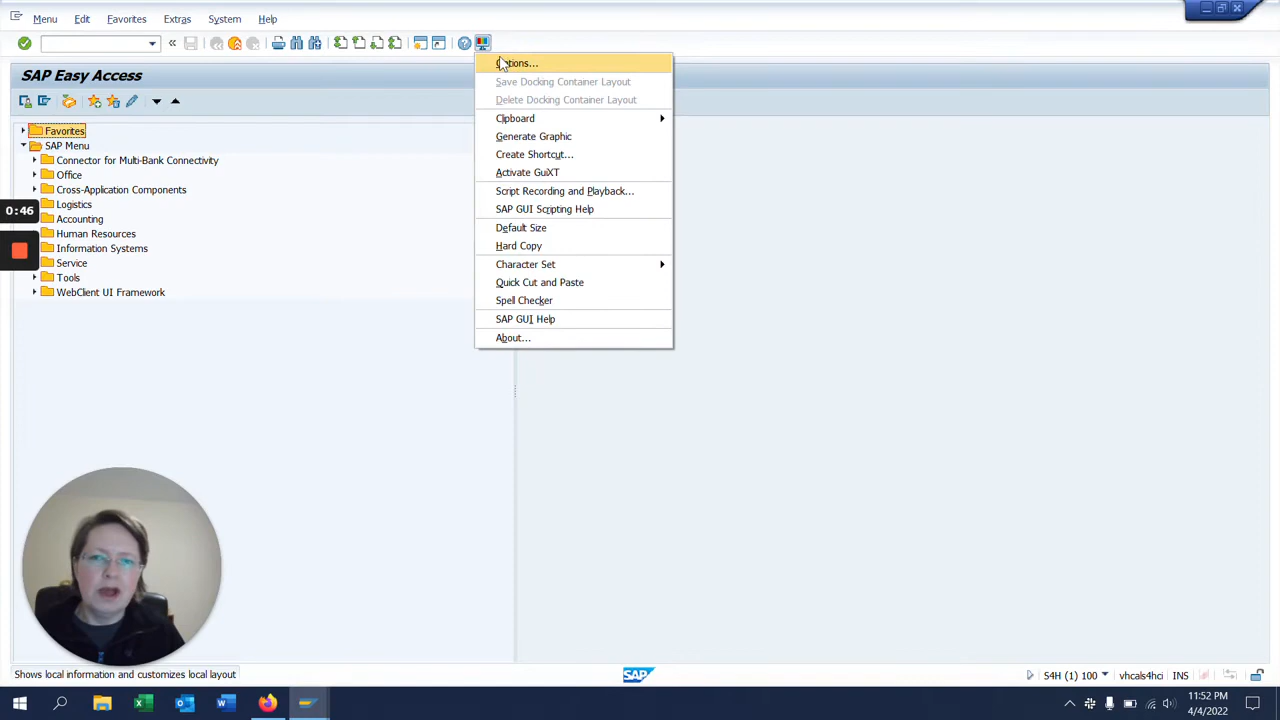 Menu Edit Favorites Extras System Help
SAP Easy Access
Options...
Save Docking Container Layout
Delete Docking Container Layout
Clipboard
Generate Graphic
Create Shortcut...
Activate GuiXT
Script Recording and Playback...
SAP GUI Scripting Help
Default Size
Hard Copy
Character Set
Quick Cut and Paste
Spell Checker
SAP GUI Help
About...
Favorites
SAP Menu
Connector for Multi-Bank Connectivity
Office
Cross-Application Components
Logistics
Accounting
Human Resources
Information Systems
Service
Tools
WebClient UI Framework
0:46
Shows local information and customizes local layout
SAP
S4H (1) 100 vhcals4hci INS
11:52 PM
4/4/2022